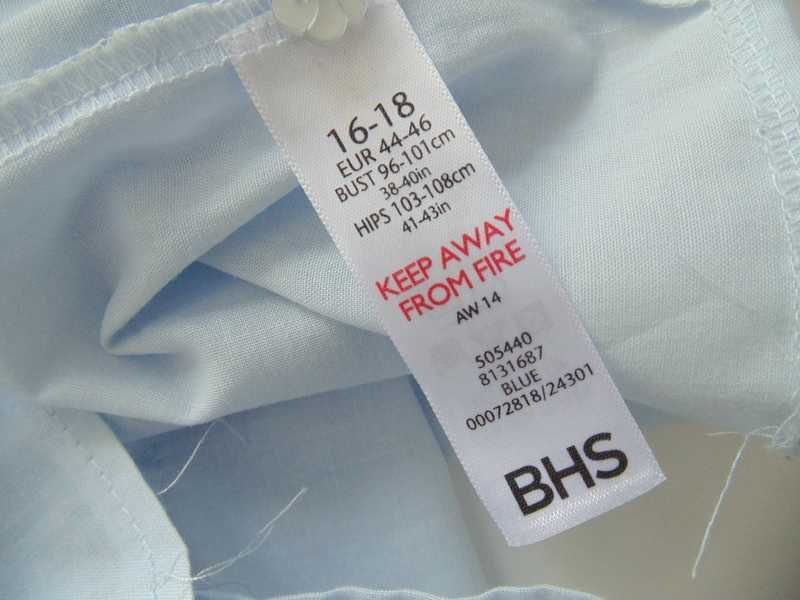 16-18
EUR 44-46
BUST 96-101cm
38-40in
HIPS 103-108cm
41-43in
KEEP AWAY
FROM FIRE
AW 14
505440
8131687
BLUE
00072818/24301
BHS